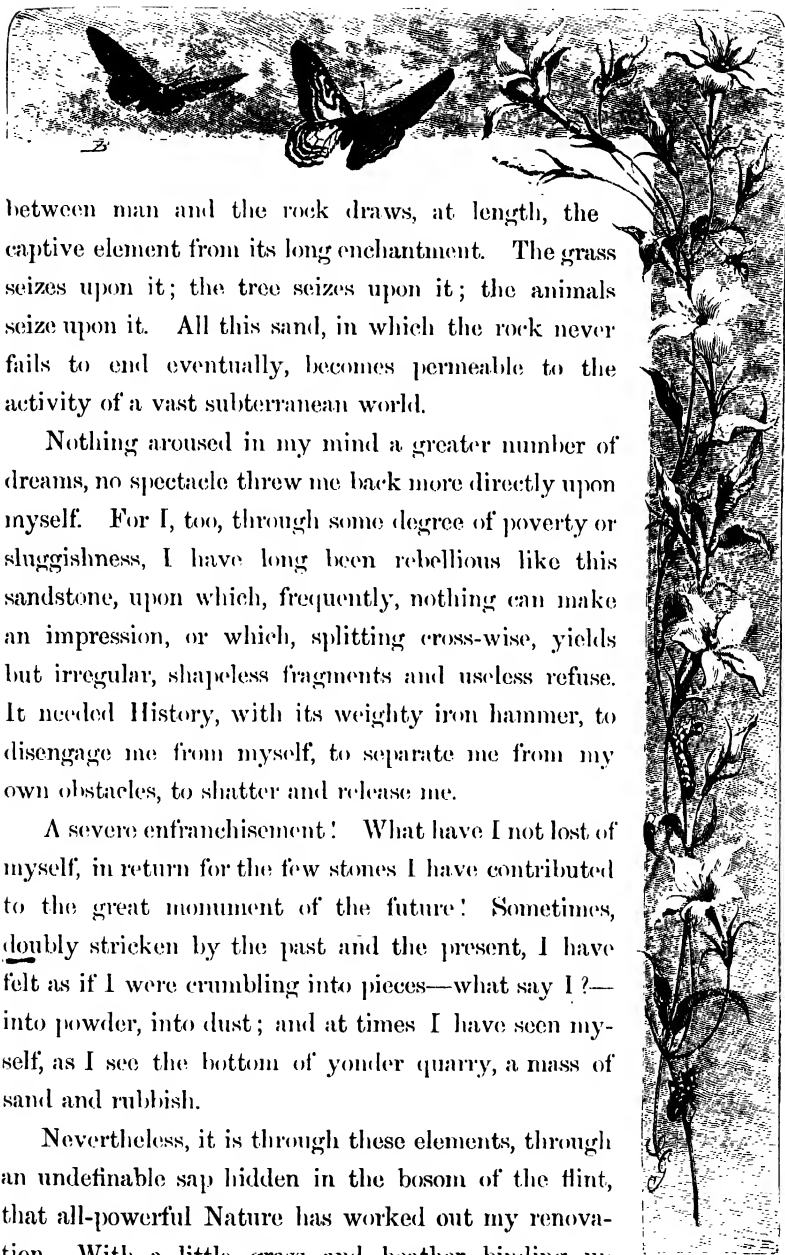 between man and the rock draws, at length, the
captive element from its long enchantment. The grass
seizes upon it; the tree seizes upon it; the animals
seize upon it. All this sand, in which the rock never
fails to end eventually, becomes permeable to the
activity of a vast subterranean world.
Nothing aroused in my mind a greater number of
dreams, no spectacle threw me back more directly upon
myself. For I, too, through some degree of poverty or
sluggishness, I have long been rebellious like this
sandstone, upon which, frequently, nothing can make
an impression, or which, splitting cross-wise, yields
but irregular, shapeless fragments and useless refuse.
It needed History, with its weighty iron hammer, to
disengage me from myself, to separate me from my
own obstacles, to shatter and release me.
A severe enfranchisement! What have I not lost of
myself, in return for the few stones I have contributed
to the great monument of the future! Sometimes,
doubly stricken by the past and the present, I have
felt as if I were crumbling into pieces—what say I?—
into powder, into dust; and at times I have seen my-
self, as I see the bottom of yonder quarry, a mass of
sand and rubbish.
Nevertheless, it is through these elements, through
an undefinable sap hidden in the bosom of the flint,
that all-powerful Nature has worked out my renova-
tion. With a little grass and heather binding